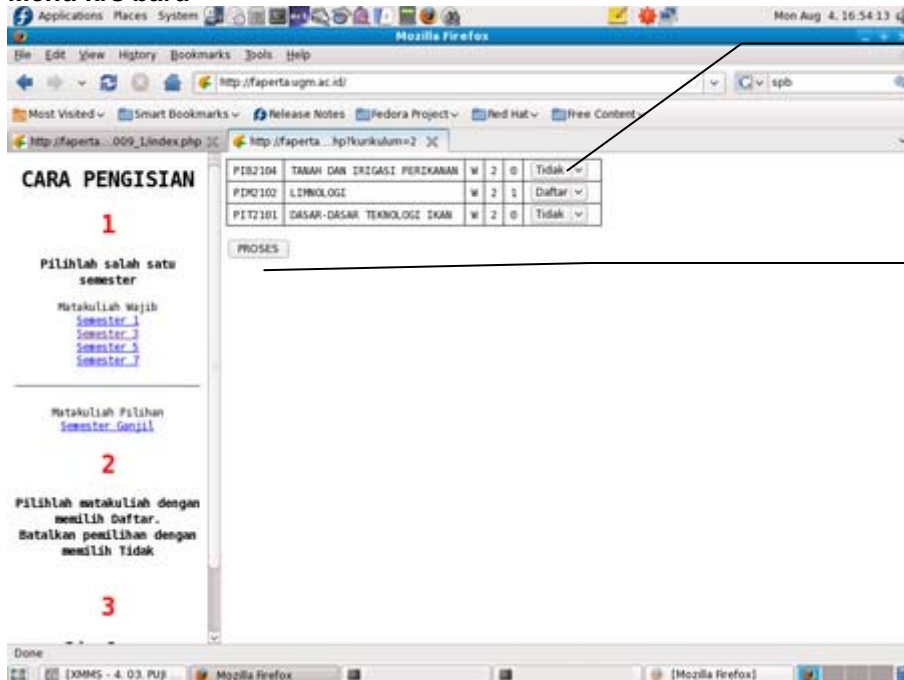 Menu krs baru
Applications Places System
Mon Aug 4, 16:54:13
Mozilla Firefox
File Edit View History Bookmarks Tools Help
http://faperta.ugm.ac.id/
spb
Most Visited Smart Bookmarks Release Notes Fedora Project Red Hat Free Content
http://faperta...009_1/index.php http://faperta...hp?kurikulum=2
CARA PENGISIAN
1
Pilihlah salah satu
semester
Matakuliah Wajib
Semester 1
Semester 3
Semester 5
Semester 7
Matakuliah Pilihan
Semester Ganjil
2
Pilihlah matakuliah dengan
memilih Daftar.
Batalkan pemilihan dengan
memilih Tidak
3
TANAH DAN IRIGASI PERIKANAN W 2 0 Tidak
LIMNOLOGI W 2 1 Daftar
PIT2101 DASAR-DASAR TEKNOLOGI IKAN W 2 0 Tidak
PROSES
Done
[XMMS - 4. 03. PUJI Mozilla Firefox [Mozilla Firefox]